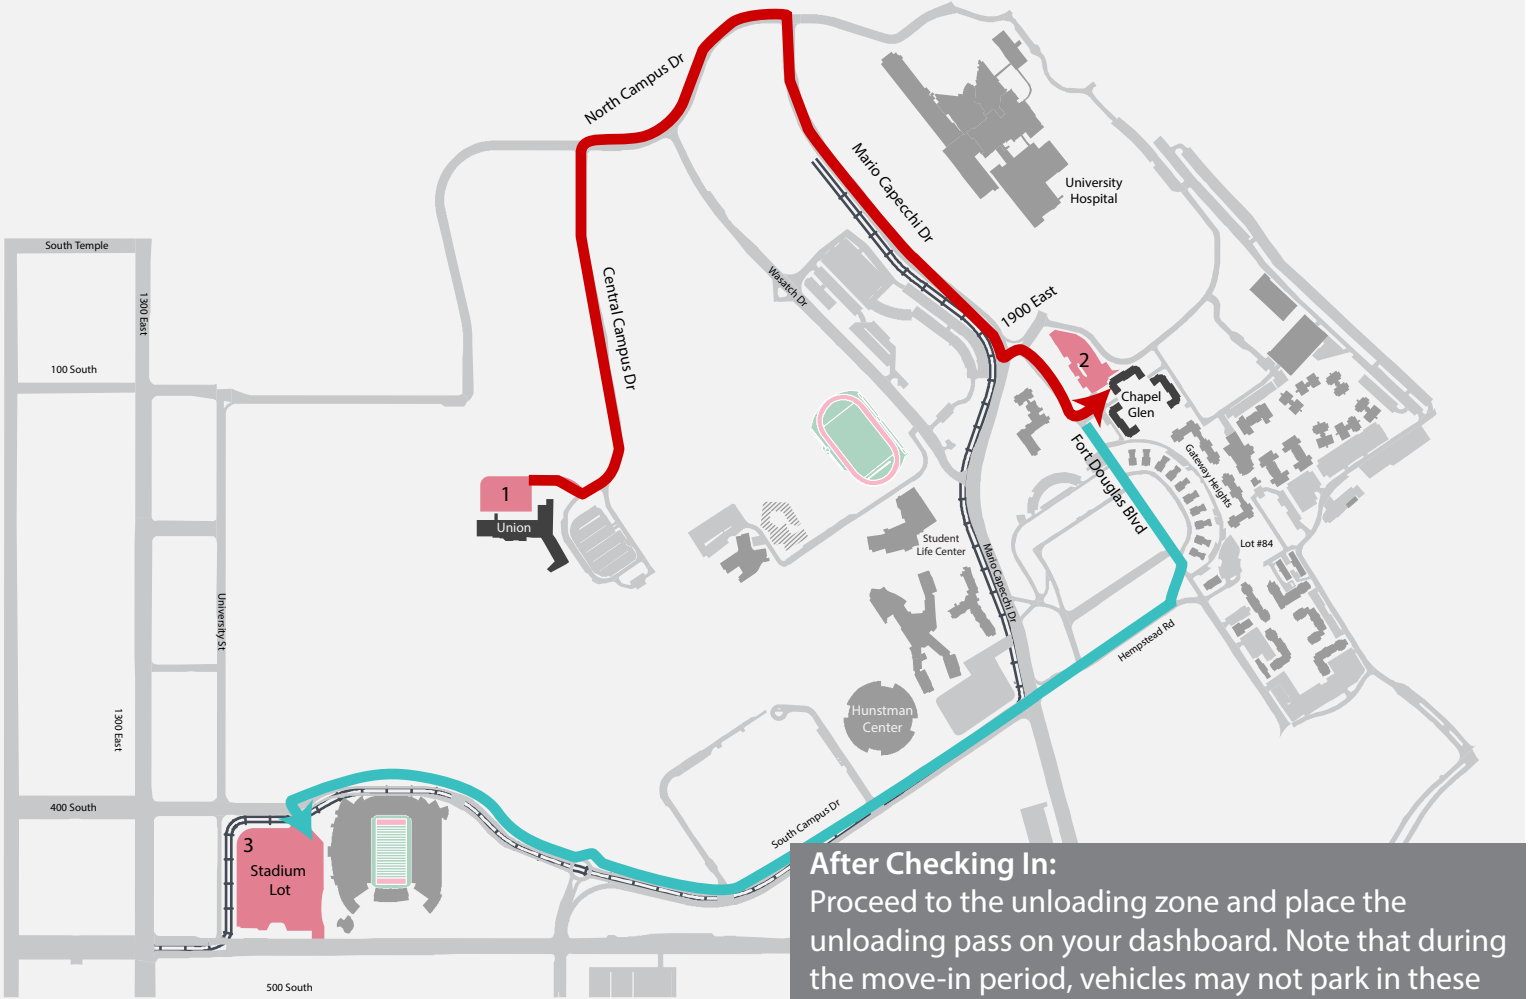 North Campus Dr
Mario Capecchi Dr
University
Hospital
South Temple
1300 East
Central Campus Dr
Wasatch Dr
1900 East
100 South
2
Chapel
Glen
Fort Douglas Blvd
Gateway Heights
1
Union
Student
Life Center
Lot #84
Mario Capecchi Dr
University St
Hempstead Rd
1300 East
Hunstman
Center
400 South
South Campus Dr
3
Stadium
Lot
500 South
After Checking In:
Proceed to the unloading zone and place the
unloading pass on your dashboard. Note that during
the move-in period, vehicles may not park in these